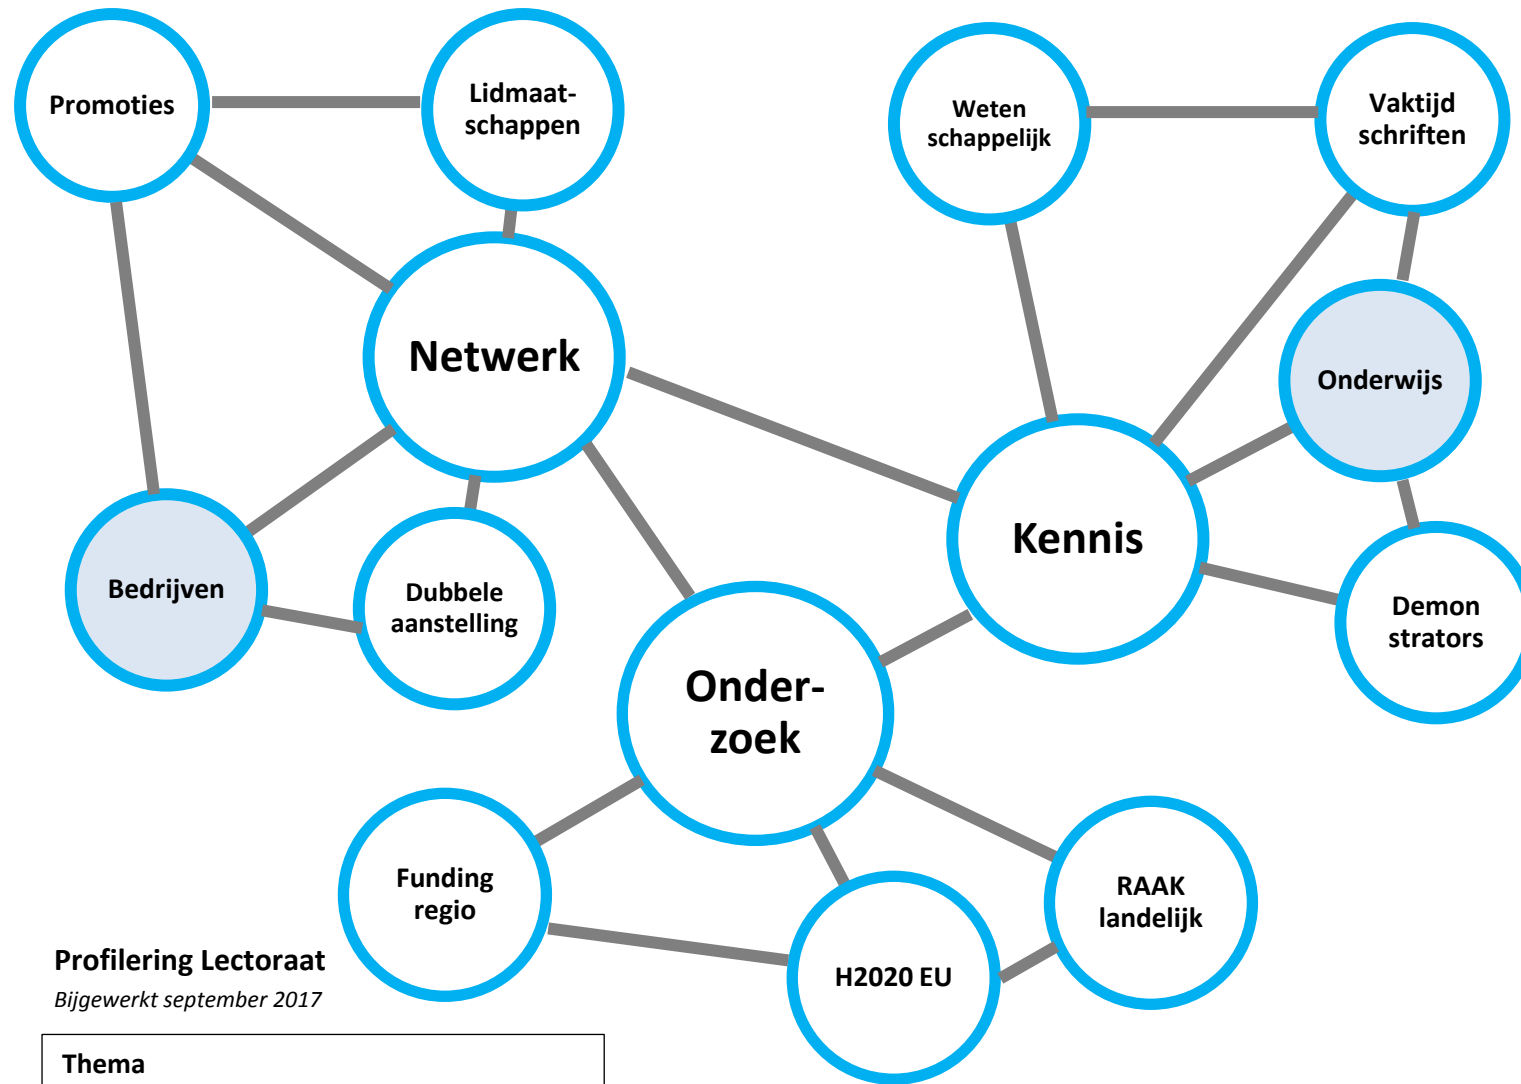 Promoties
Lidmaat-
schappen
Weten
schappelijk
Vaktijd
schriften
Netwerk
Onderwijs
Kennis
Bedrijven
Dubbele
aanstelling
Demon
strators
Onder-
zoek
Funding
regio
RAAK
landelijk
H2020 EU
Profilering Lectoraat
Bijgewerkt september 2017
Thema